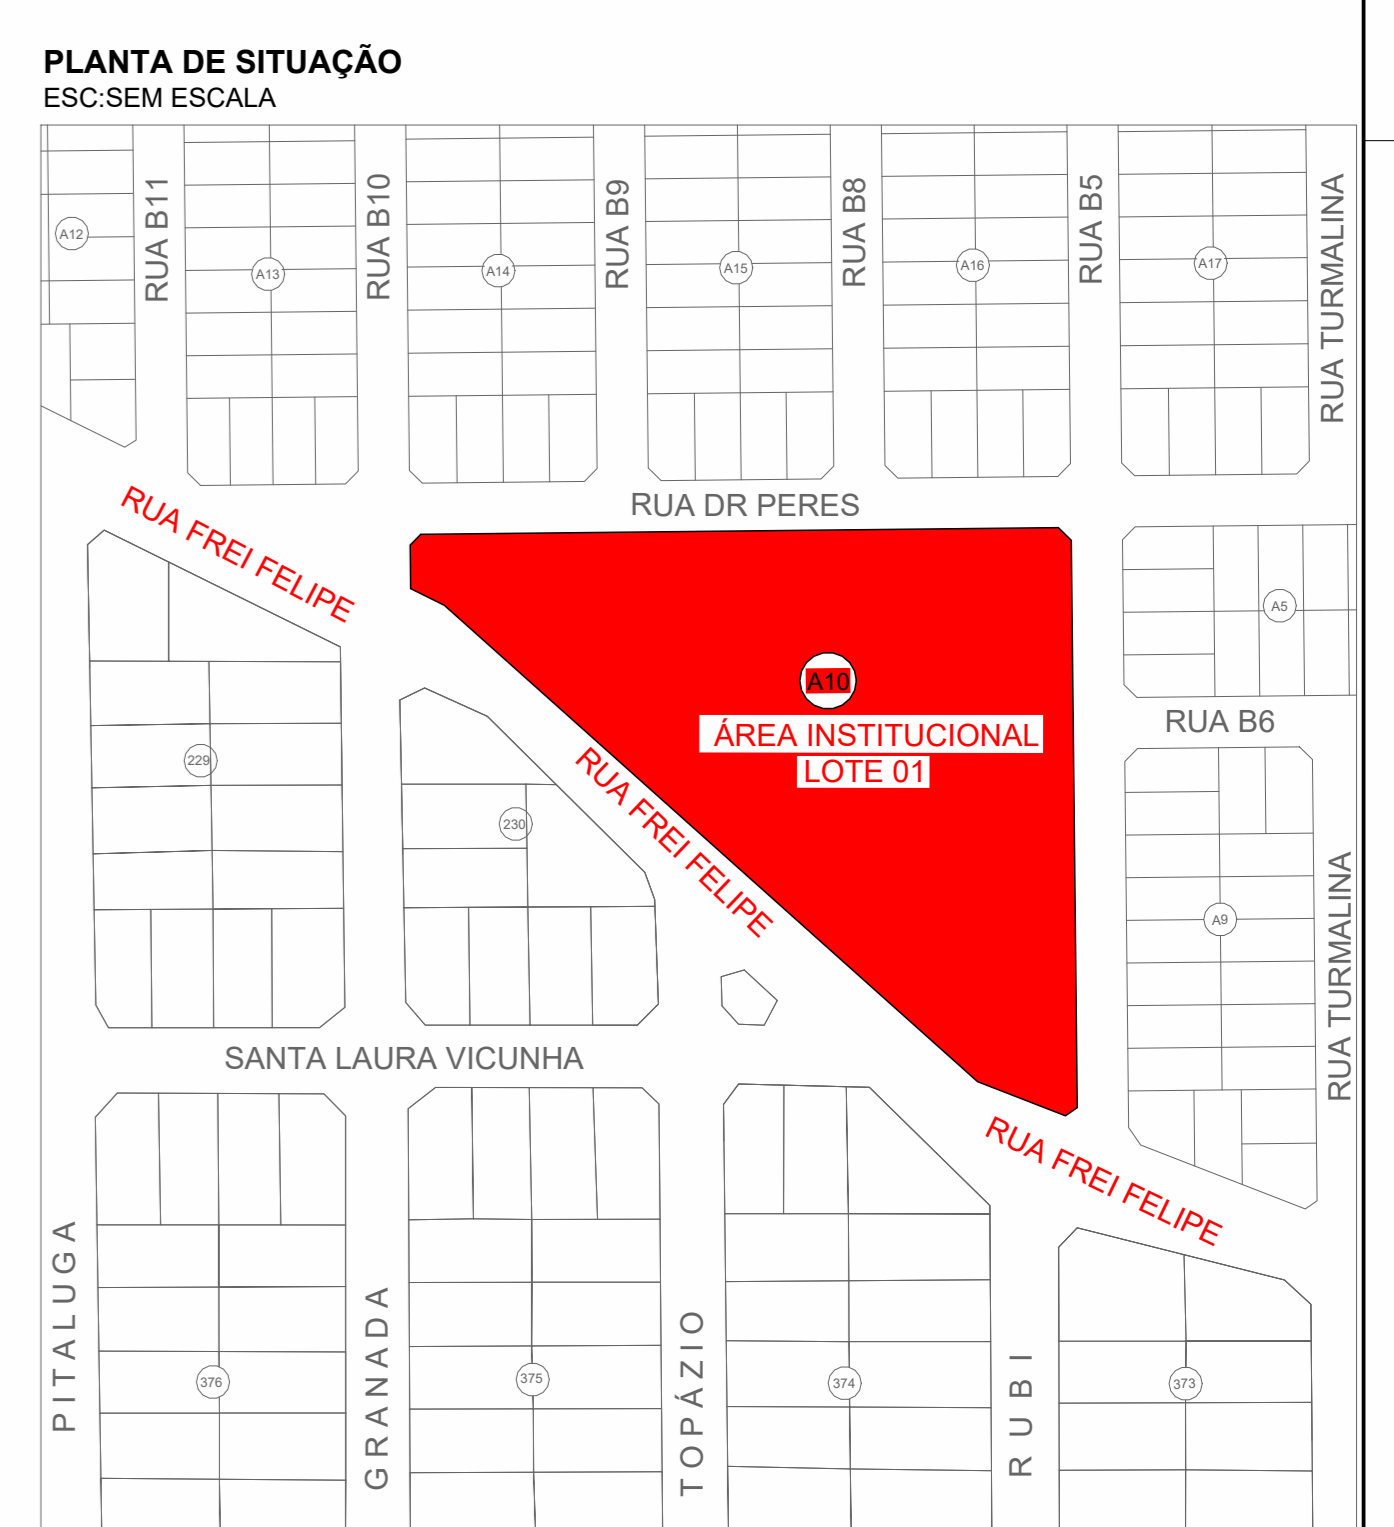 PLANTA DE SITUAÇÃO
ESC:SEM ESCALA
A12
RUA B11
A13
RUA B10
A14
RUA B9
A15
RUA B8
A16
RUA B5
A17
RUA TURMALINA
RUA DR PERES
RUA FREI FELIPE
A5
A10
ÁREA INSTITUCIONAL
LOTE 01
RUA B6
229
230
RUA FREI FELIPE
A9
RUA TURMALINA
SANTA LAURA VICUNHA
RUA FREI FELIPE
PITALUGA
376
GRANADA
375
TOPÁZIO
374
RUBI
373